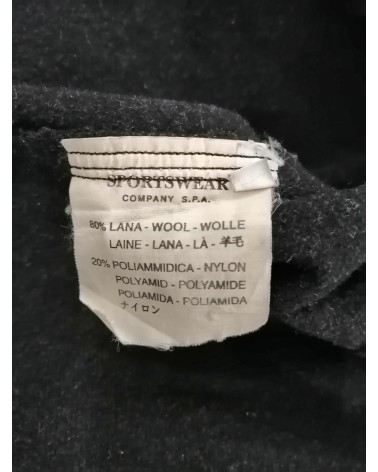 SPORTSWEAR
COMPANY S.P.A.
80% LANA - WOOL - WOLLE
LAINE - LANA - LÀ - 羊毛
20% POLIAMMIDICA - NYLON
POLYAMID - POLYAMIDE
POLIAMIDA - POLIAMIDA
ナイロン